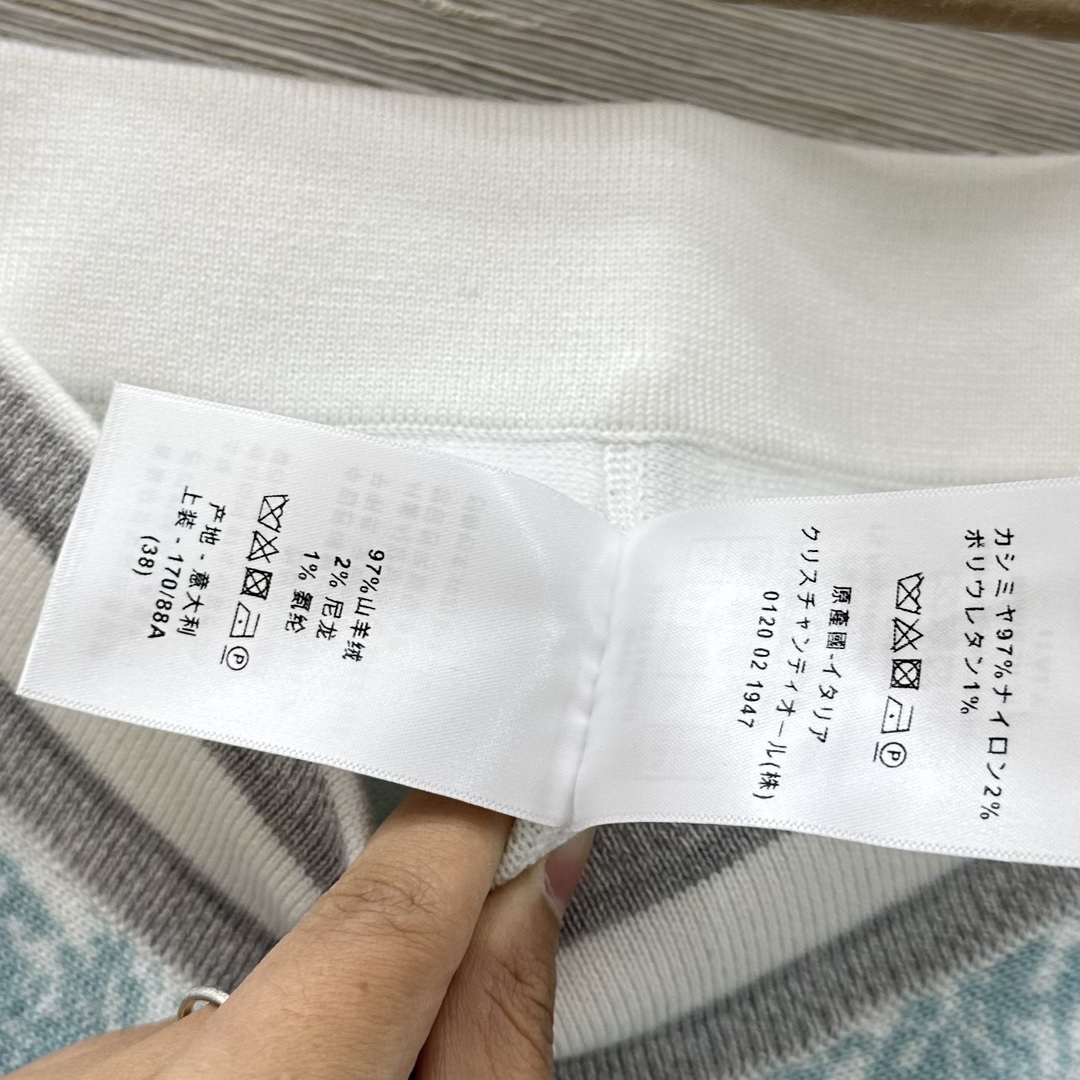 97%山羊绒
2%尼龙
1%氨纶
P
产地 - 意大利
上装 - 170/88A
(38)
カシミヤ97%ナイロン2%
ポリウレタン1%
P
原産國-イタリア
クリスチャンディオール(株)
0120 02 1947